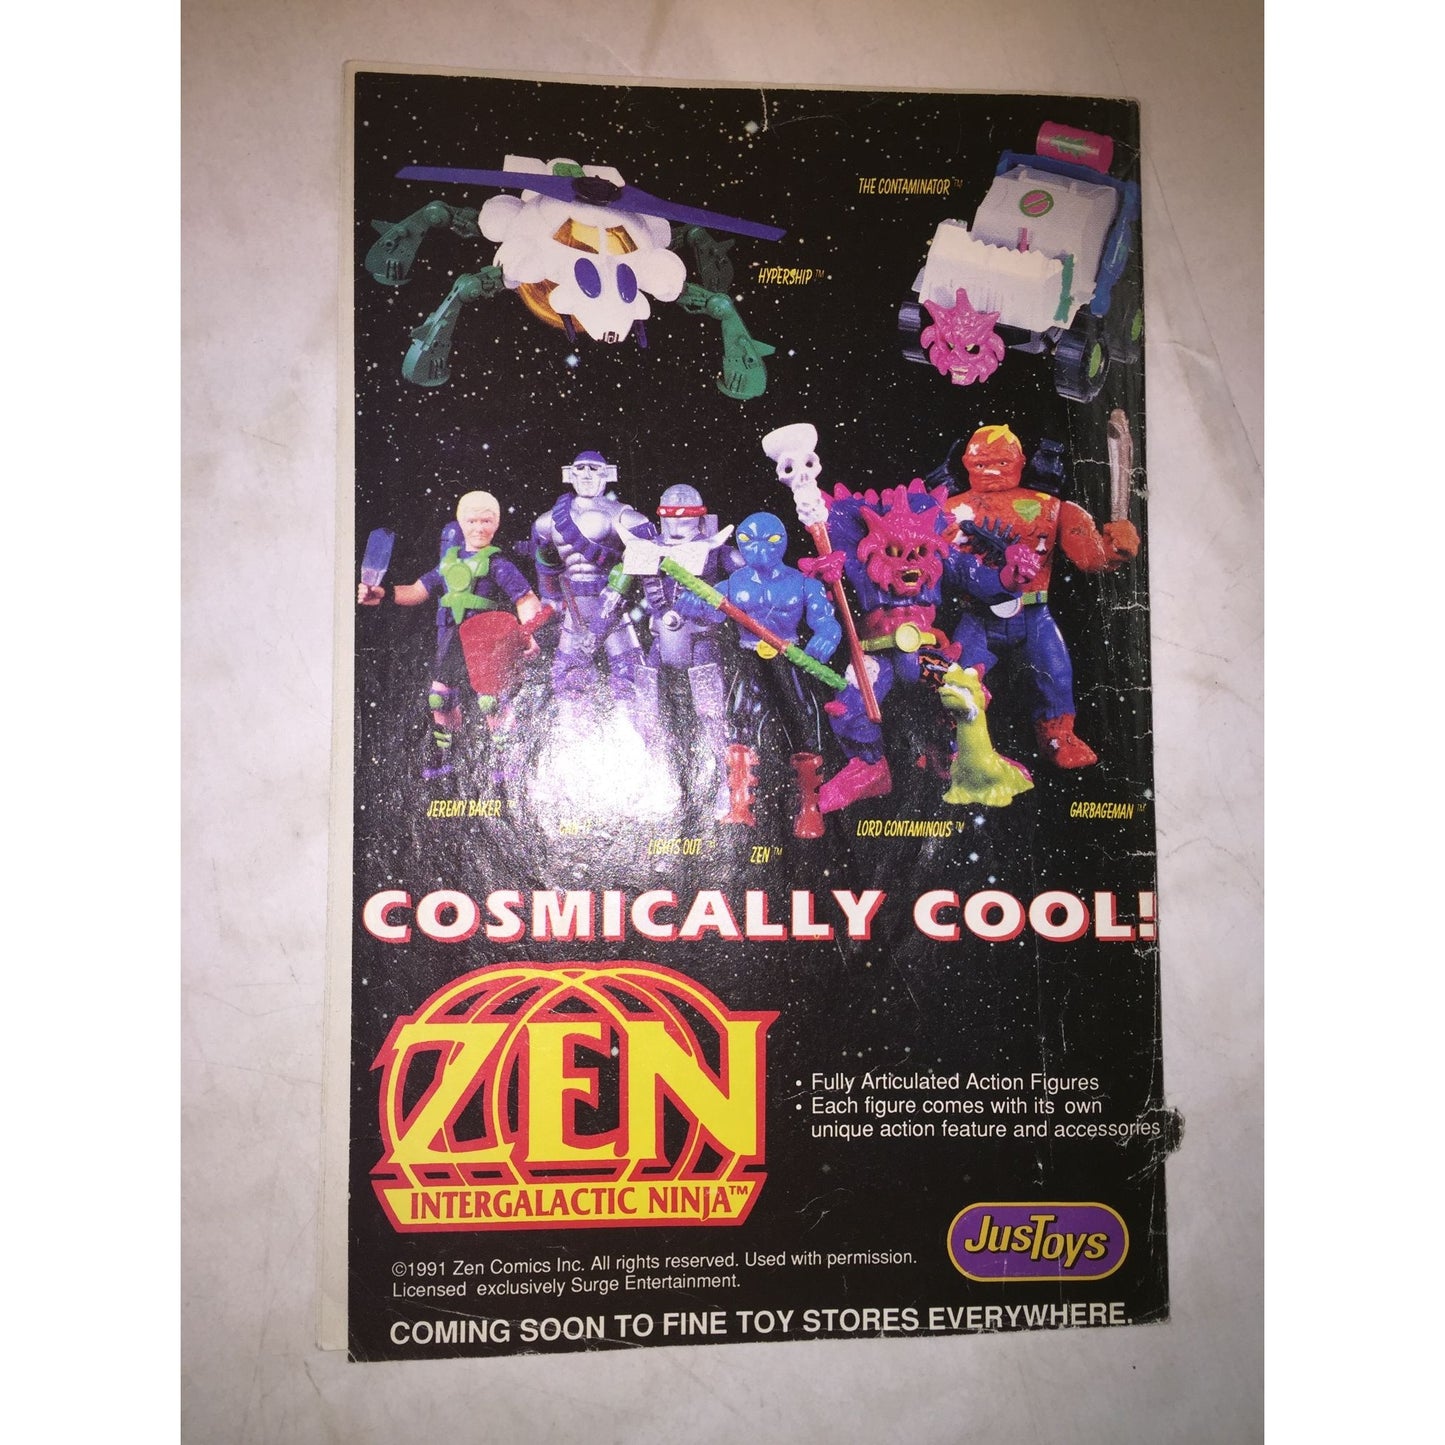 THE CONTAMINATOR™
HYPERSHIP™
JEREMY BAKER™
LIGHTS OUT™
ZEN™
LORD CONTAMINOUS™
GARBAGEMAN™
COSMICALLY COOL!
ZEN
INTERGALACTIC NINJA™
• Fully Articulated Action Figures
• Each figure comes with its own
unique action feature and accessories
JusToys
©1991 Zen Comics Inc. All rights reserved. Used with permission.
Licensed exclusively Surge Entertainment.
COMING SOON TO FINE TOY STORES EVERYWHERE.